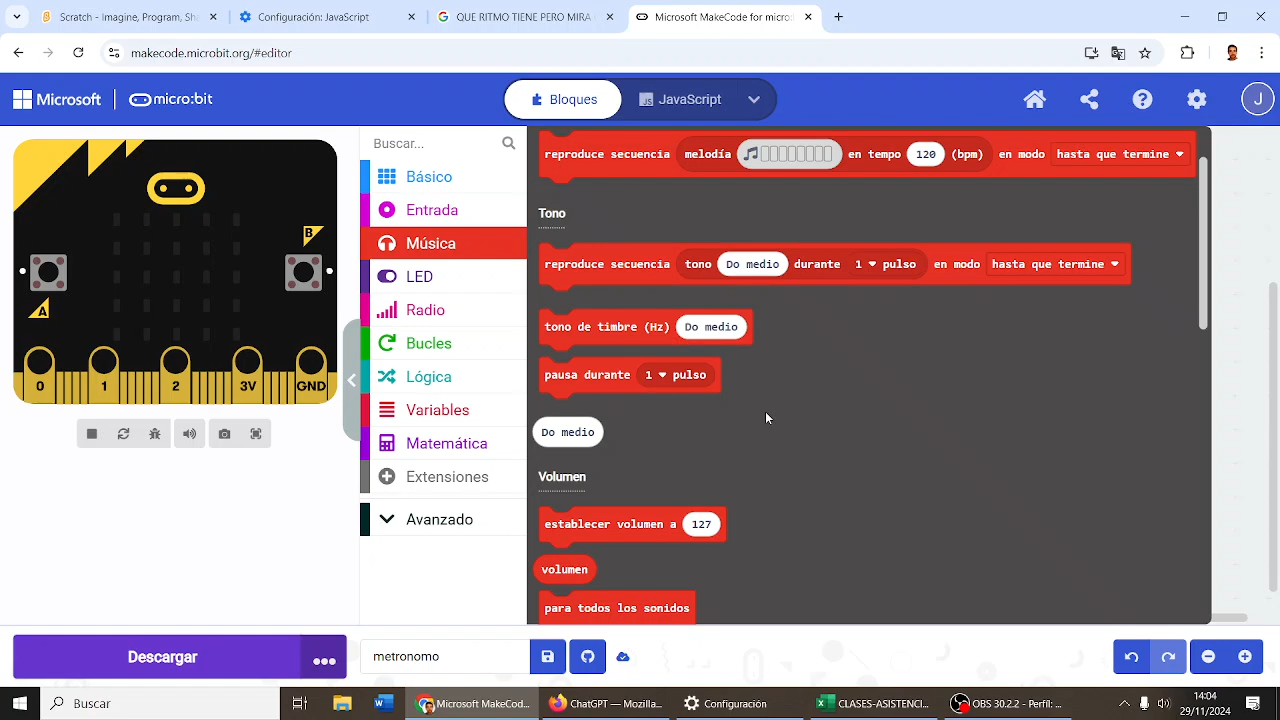 Scratch - Imagine, Program, Sh
Configuración: JavaScript
QUE RITMO TIENE PERO MIRA
Microsoft MakeCode for micro:
makecode.microbit.org/#editor
Microsoft
micro:bit
Bloques
JavaScript
J
Buscar...
Básico
Entrada
Música
LED
Radio
Bucles
Lógica
Variables
Matemática
Extensiones
Avanzado
A
B
0 1 2 3V GND
reproduce secuencia melodía en tempo 120 (bpm) en modo hasta que termine
Tono
reproduce secuencia tono Do medio durante 1 pulso en modo hasta que termine
tono de timbre (Hz) Do medio
pausa durante 1 pulso
Do medio
Volumen
establecer volumen a 127
volumen
para todos los sonidos
Descargar
metronomo
Buscar
Microsoft MakeCod...
ChatGPT — Mozilla...
Configuración
CLASES-ASISTENCI...
OBS 30.2.2 - Perfil:...
14:04
29/11/2024